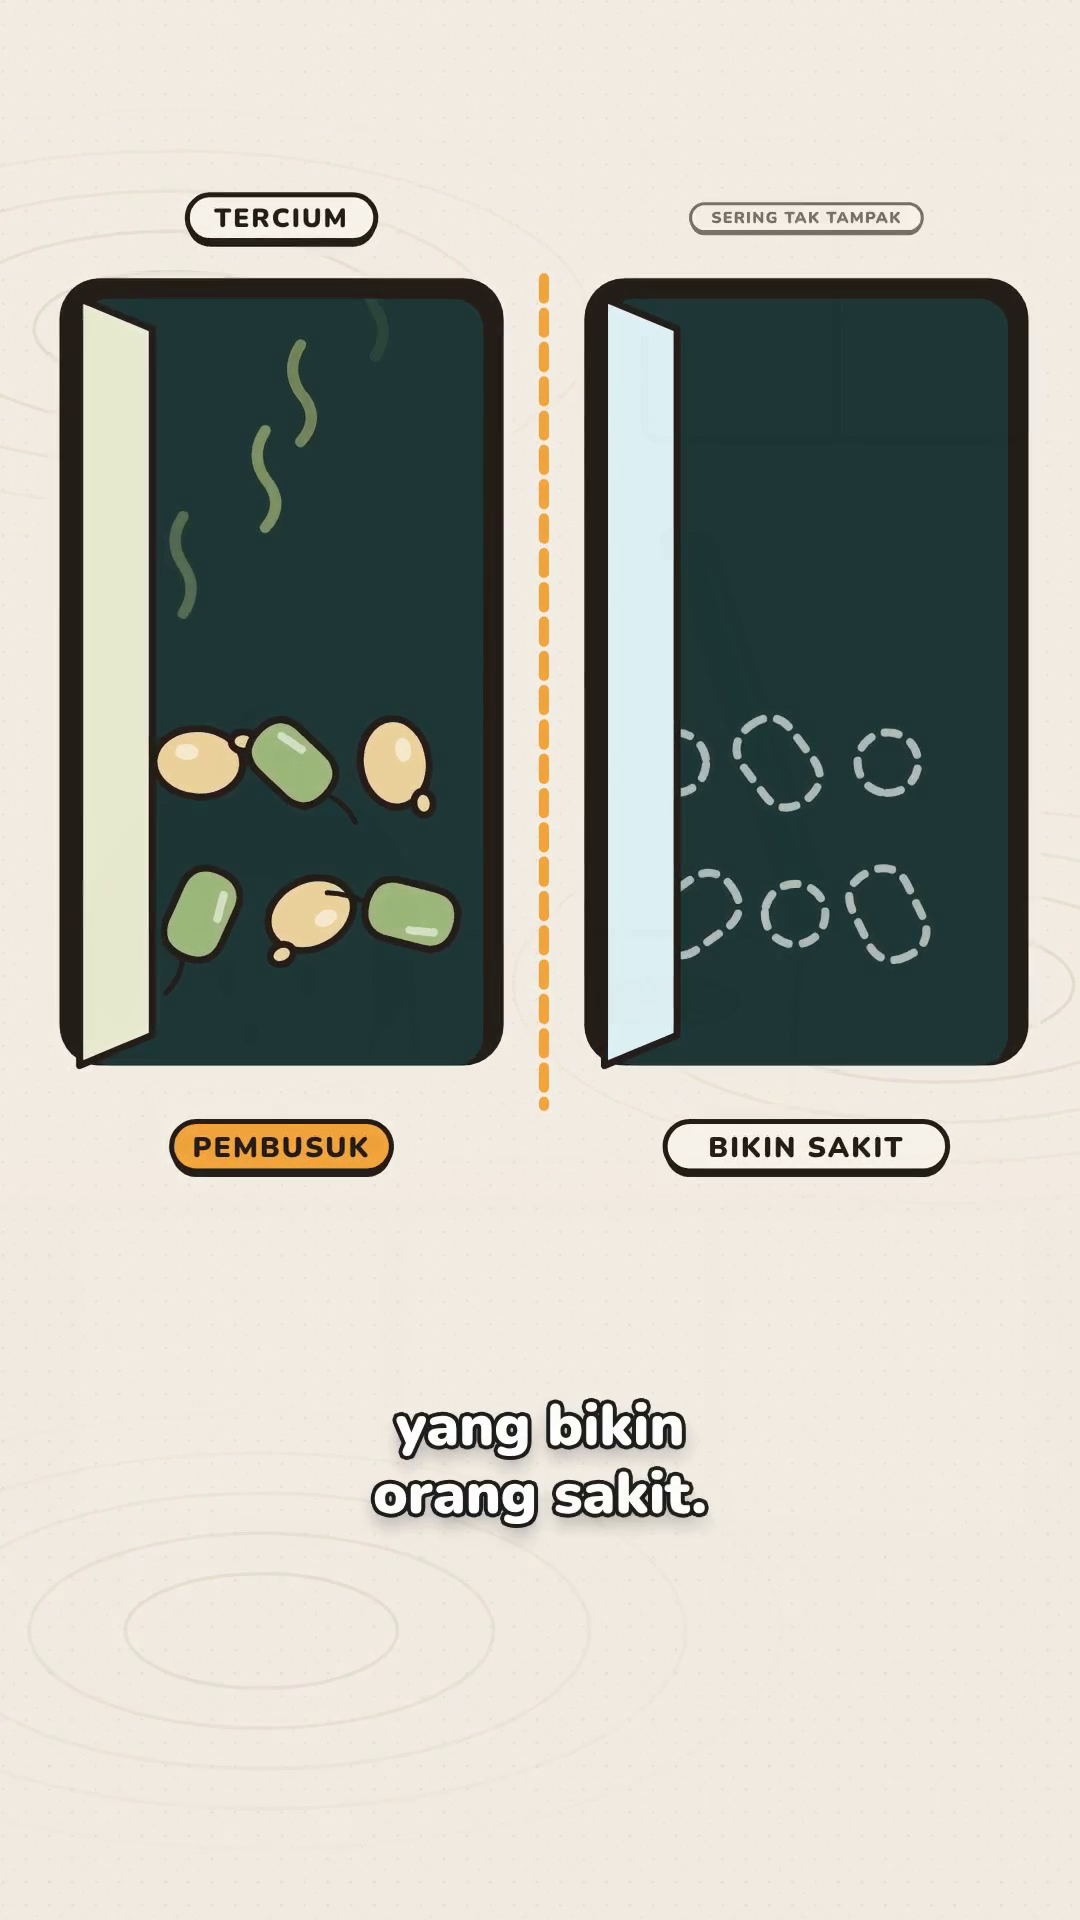 TERCIUM
SERING TAK TAMPAK
PEMBUSUK
BIKIN SAKIT
yang bikin
orang sakit.